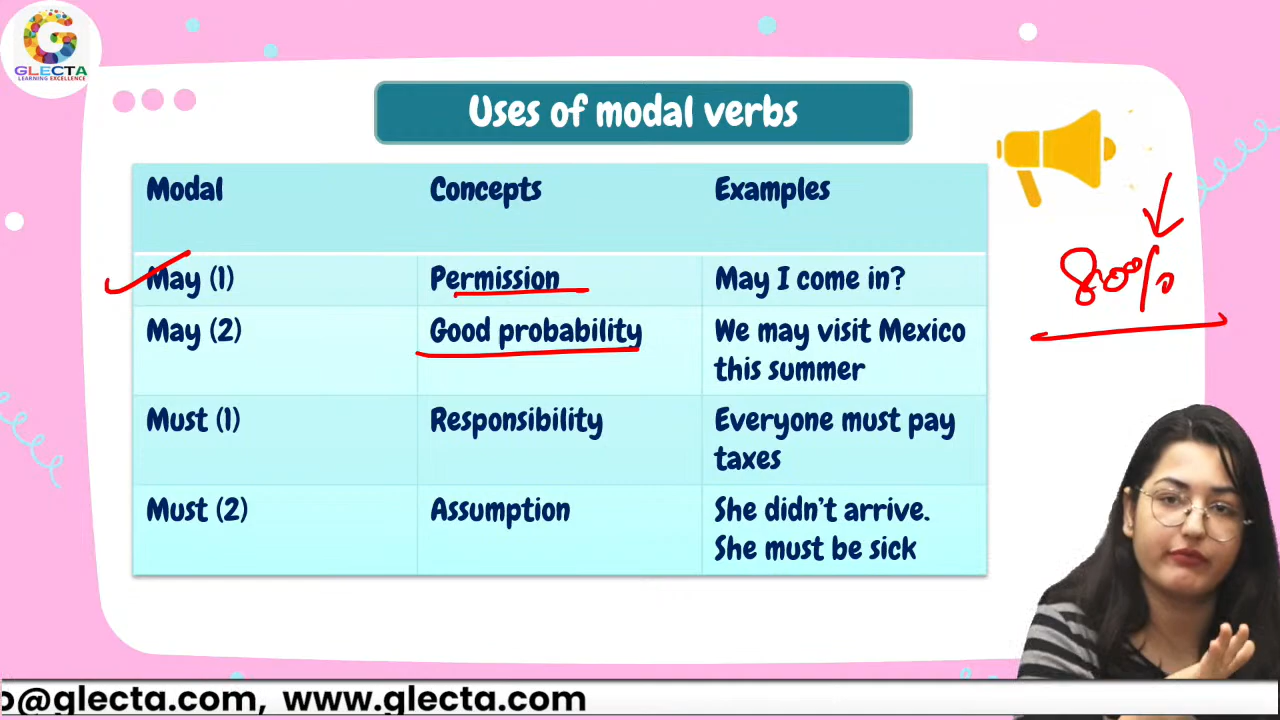 GLECTA
LEARNING EXCELLENCE
Uses of modal verbs
Modal Concepts Examples
May (1) Permission May I come in?
May (2) Good probability We may visit Mexico
this summer
Must (1) Responsibility Everyone must pay
taxes
Must (2) Assumption She didn't arrive.
She must be sick
80%
o@glecta.com, www.glecta.com